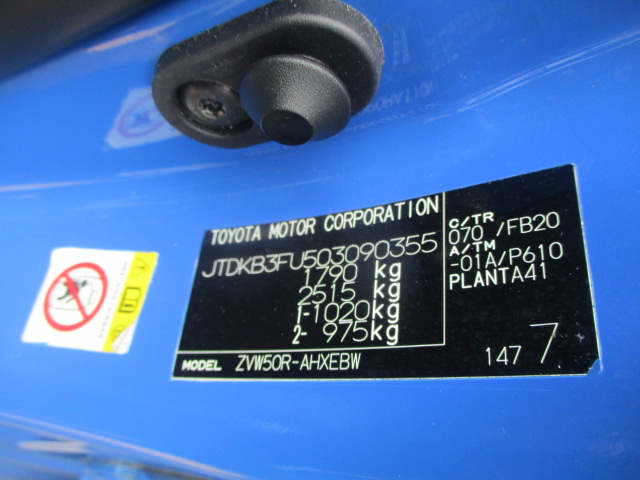 TOYOTA MOTOR CORPORATION
JTDKB3FU503090355
1790 kg
2515 kg
1-1020kg
2- 975kg
MODEL ZVW50R-AHXEBW
C/TR
070 /FB20
A/TM
-01A/P610
PLANTA41
147 7